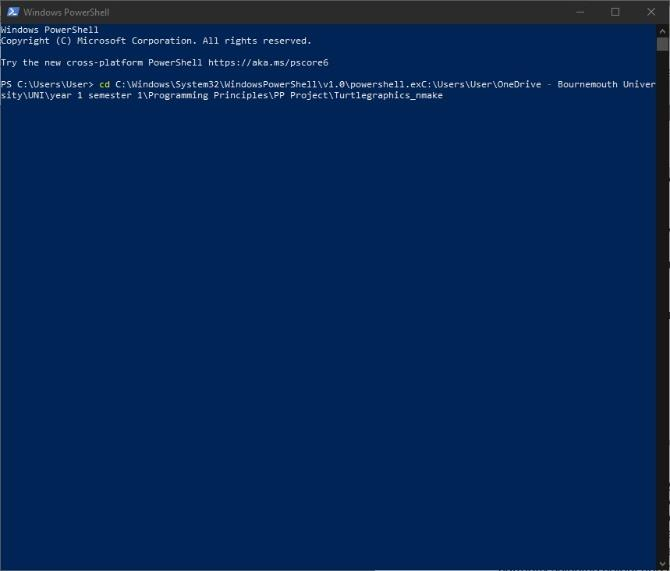 Windows PowerShell
Windows PowerShell
Copyright (C) Microsoft Corporation. All rights reserved.
Try the new cross-platform PowerShell https://aka.ms/pscore6
PS C:\Users\User> cd C:\Windows\System32\WindowsPowerShell\v1.0\powershell.exC:\Users\User\OneDrive - Bournemouth Univer
sity\UNI\year 1 semester 1\Programming Principles\PP Project\Turtlegraphics_nmake